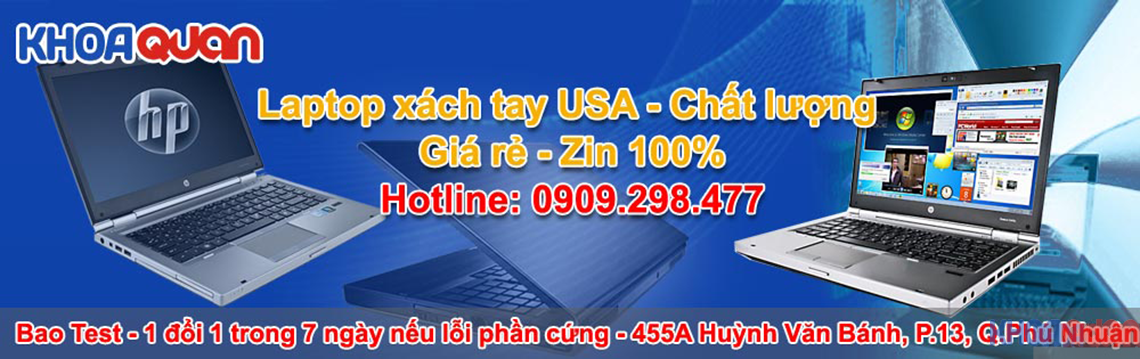 KHOAQUAN
Laptop xách tay USA - Chất lượng
Giá rẻ - Zin 100%
Hotline: 0909.298.477
hp
PCWorld
Bao Test - 1 đổi 1 trong 7 ngày nếu lỗi phần cứng - 455A Huỳnh Văn Bánh, P.13, Q.Phú Nhuận